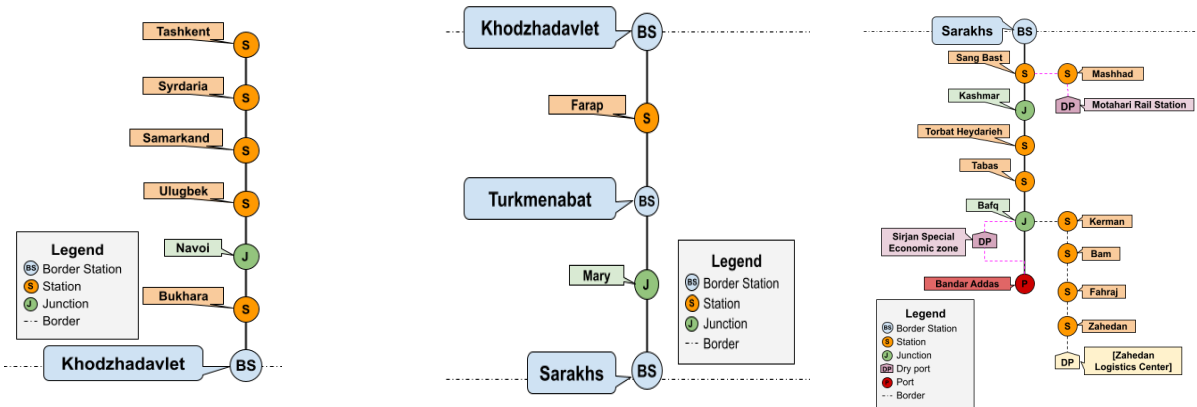 Tashkent
S
Syrdaria
S
Samarkand
S
Ulugbek
S
Navoi
J
Bukhara
S
Khodzhadavlet
BS
Legend
BS Border Station
S Station
J Junction
Border
Khodzhadavlet
BS
Farap
S
Turkmenabat
BS
Mary
J
Sarakhs
BS
Legend
BS Border Station
S Station
J Junction
Border
Sarakhs
BS
Sang Bast
S
S
Mashhad
Kashmar
J
DP
Motahari Rail Station
Torbat Heydarieh
S
Tabas
S
Bafq
J
S
Kerman
Sirjan Special
Economic zone
DP
S
Bam
Bandar Addas
P
S
Fahraj
S
Zahedan
DP
[Zahedan
Logistics Center]
Legend
BS Border Station
S Station
J Junction
DP Dry port
P Port
Border